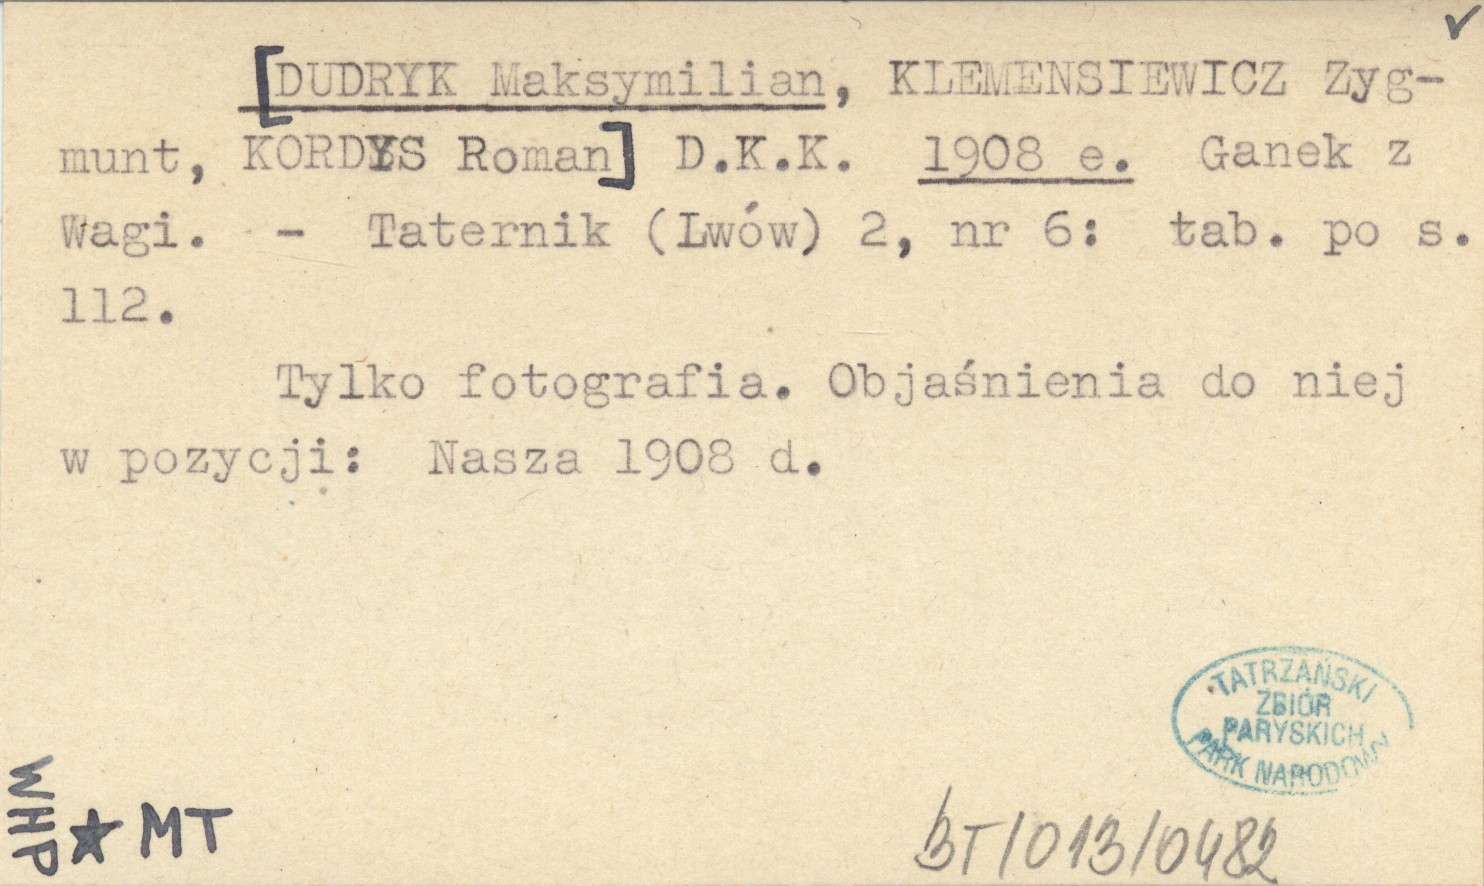 ✓
[DUDRYK Maksymilian, KLEMENSIEWICZ Zyg-
munt, KORDYS Roman] D.K.K. 1908 e. Ganek z
Wagi. - Taternik (Lwów) 2, nr 6: tab. po s.
112.
Tylko fotografia. Objaśnienia do niej
w pozycji: Nasza 1908 d.
TATRZAŃSKI
ZBIÓR
PARYSKICH
PARK NARODOWY
WHP ★ MT
BT/013/0482